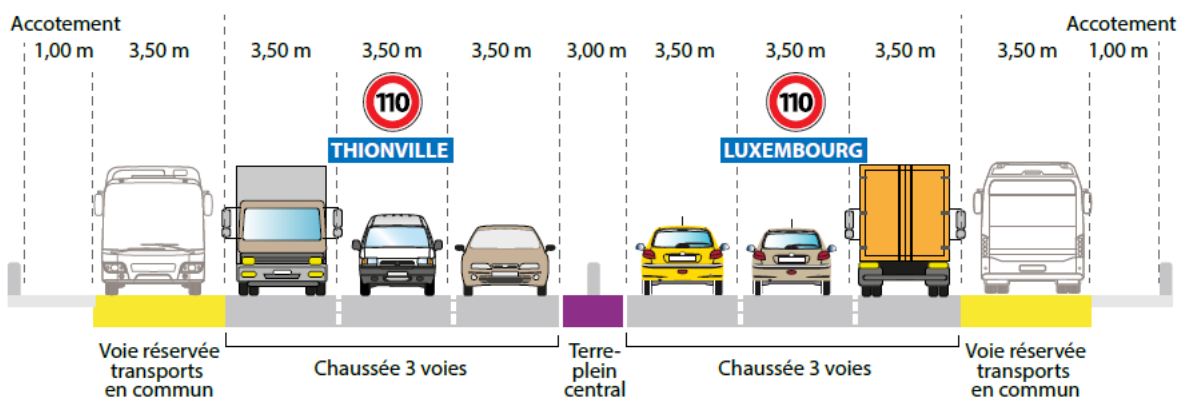 Accotement
Accotement
1,00 m 3,50 m 3,50 m 3,50 m 3,50 m 3,00 m 3,50 m 3,50 m 3,50 m 3,50 m 1,00 m
110
110
THIONVILLE
LUXEMBOURG
Voie réservée
transports
en commun
Chaussée 3 voies
Terre-
plein
central
Chaussée 3 voies
Voie réservée
transports
en commun